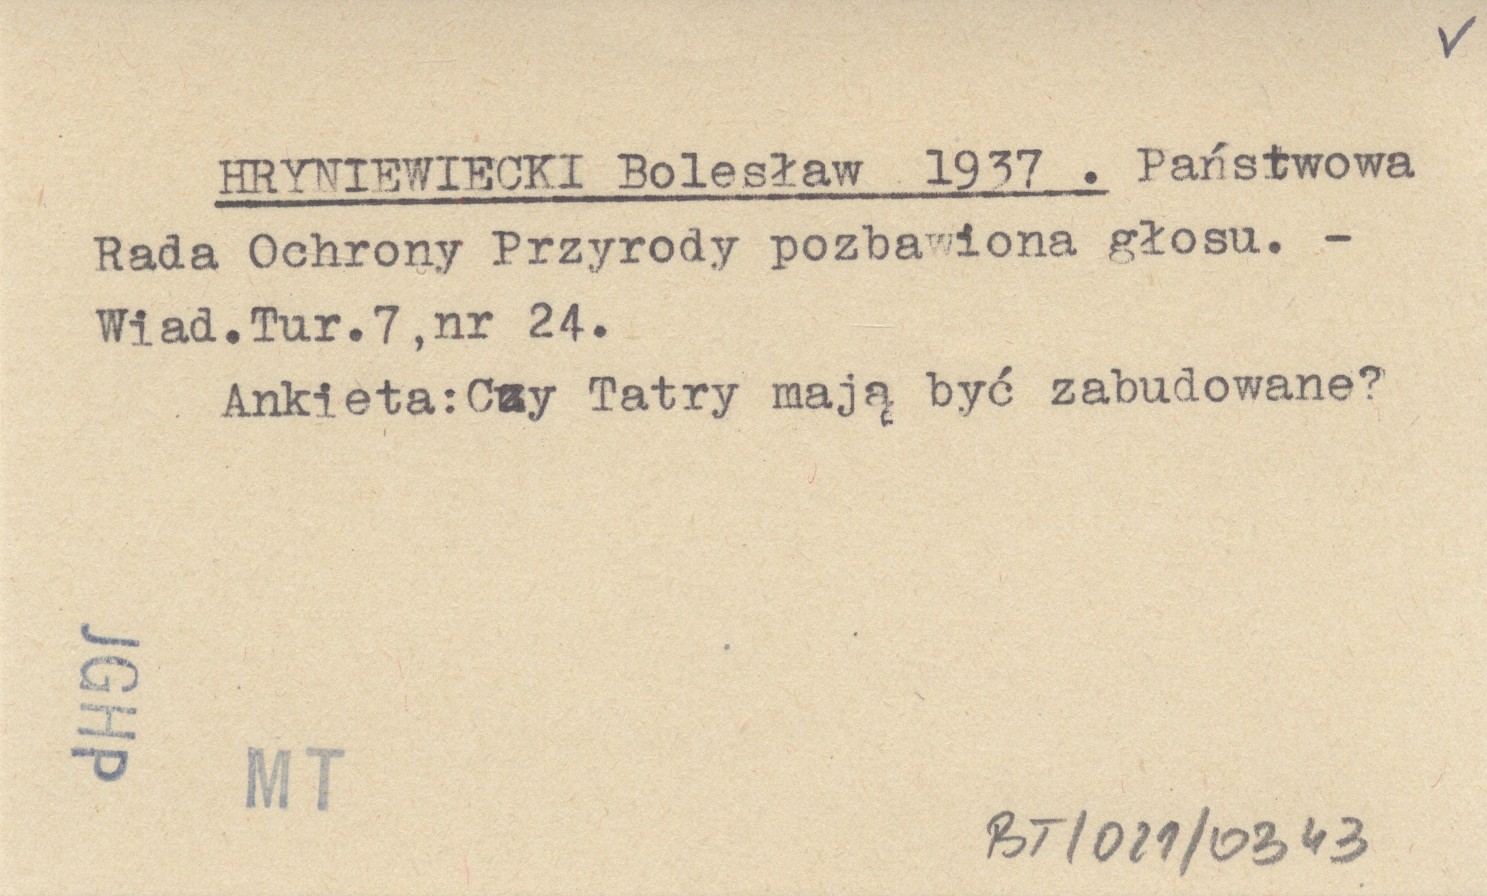 ✓
HRYNIEWIECKI Bolesław 1937 . Państwowa
Rada Ochrony Przyrody pozbawiona głosu. -
Wiad.Tur.7,nr 24.
Ankieta:Czy Tatry mają być zabudowane?
JGHP
MT
BT/021/0343